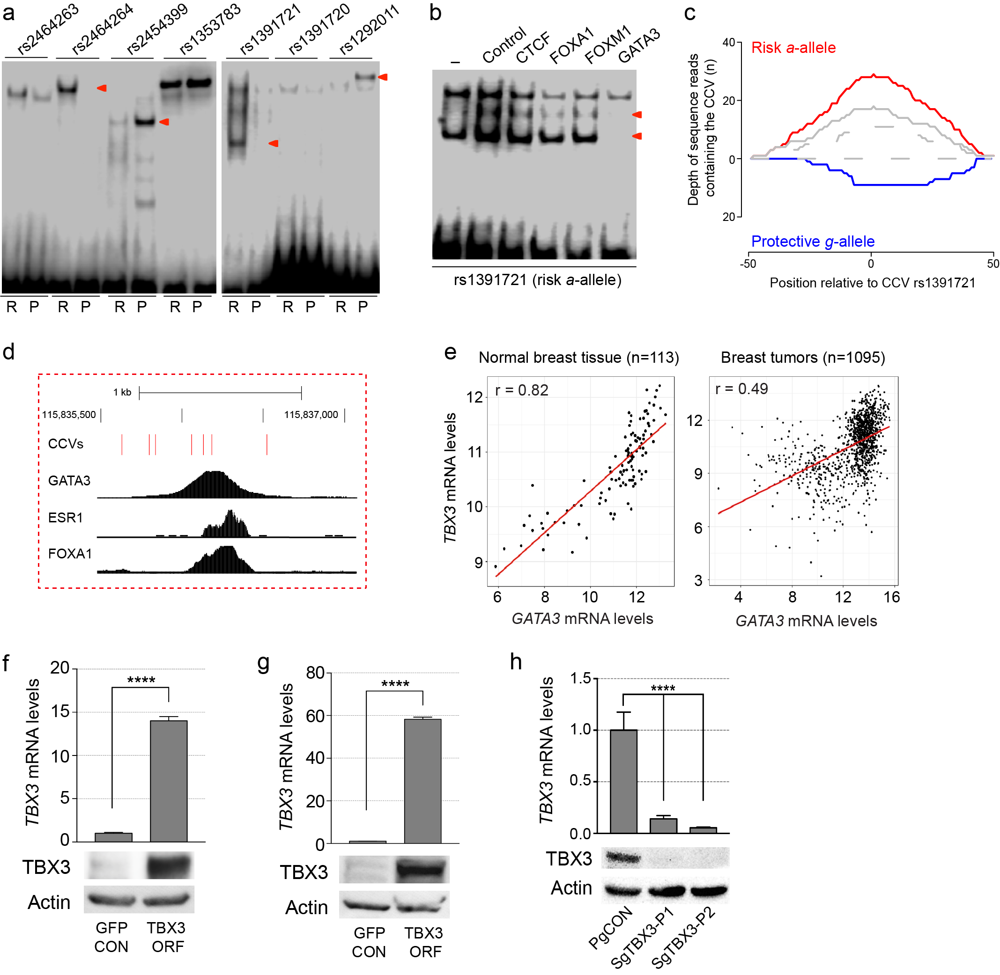 a
rs2464263 rs2464264 rs2454399 rs1353783 rs1391721 rs1391720 rs1292011
R P R P R P R P R P R P R P
b
– Control CTCF FOXA1 FOXM1 GATA3
rs1391721 (risk a-allele)
c
Depth of sequence reads
containing the CCV (n)
40
20
0
20
Risk a-allele
Protective g-allele
-50 0 50
Position relative to CCV rs1391721
d
1 kb
115,835,500 115,837,000
CCVs
GATA3
ESR1
FOXA1
e
Normal breast tissue (n=113)
r = 0.82
TBX3 mRNA levels
12
11
10
9
6 8 10 12
GATA3 mRNA levels
Breast tumors (n=1095)
r = 0.49
12
9
6
3
4 8 12 16
GATA3 mRNA levels
f
TBX3 mRNA levels
20
15
10
5
0
****
TBX3
Actin
GFP CON
TBX3 ORF
g
TBX3 mRNA levels
80
60
40
20
0
****
TBX3
Actin
GFP CON
TBX3 ORF
h
TBX3 mRNA levels
1.5
1.0
0.5
0.0
****
TBX3
Actin
PgCON
SgTBX3-P1
SgTBX3-P2